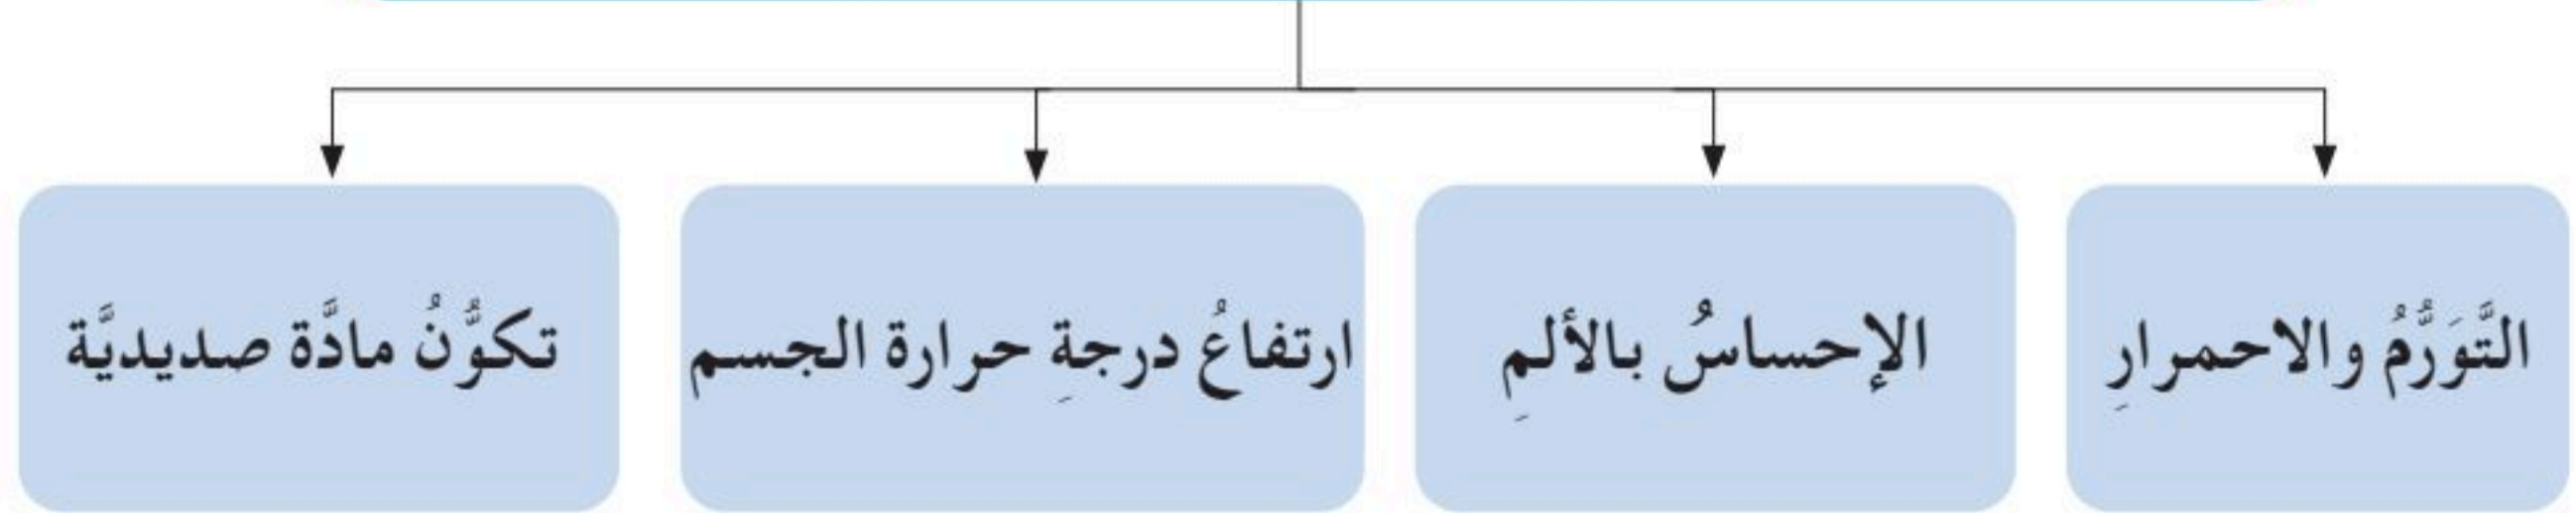 التَّوَرُّمُ والاحمرارِ
الإحساسُ بالألمِ
ارتفاعُ درجةِ حرارة الجسم
تكوُّنُ مادَّة صديديَّة